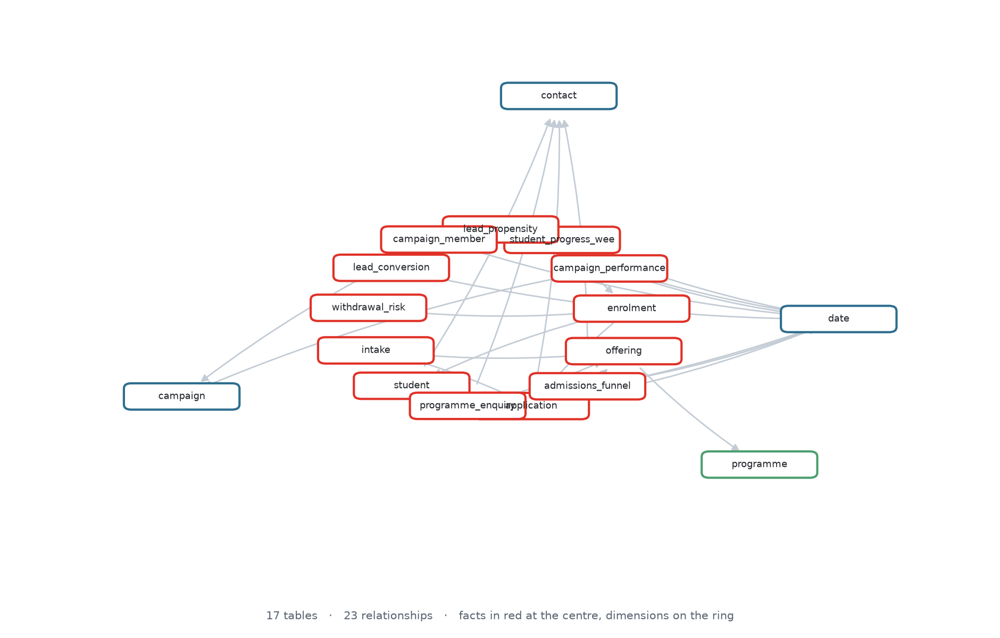 contact
lead_propensity
campaign_member
student_progress_wee
lead_conversion
campaign_performance
withdrawal_risk
enrolment
date
intake
offering
student
admissions_funnel
campaign
programme_enquiry
application
programme
17 tables · 23 relationships · facts in red at the centre, dimensions on the ring